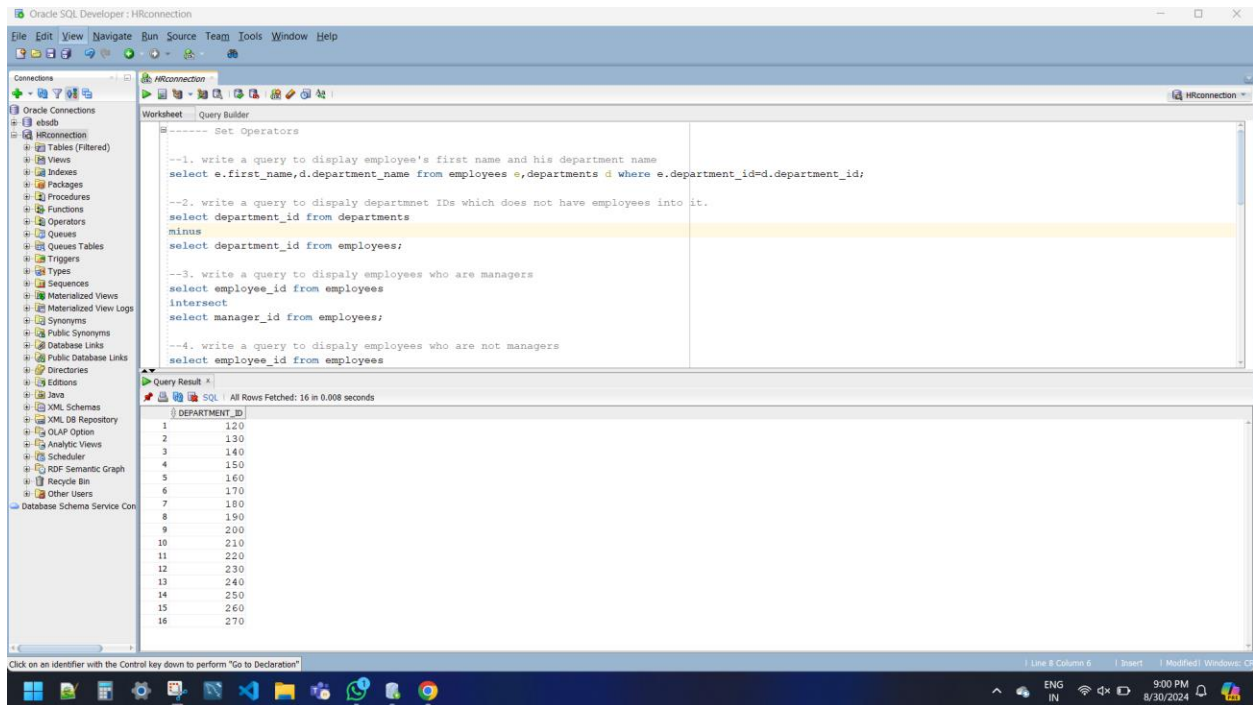 Oracle SQL Developer : HRconnection
File Edit View Navigate Run Source Team Tools Window Help
Connections
HRconnection
HRconnection
Oracle Connections
ebsdb
HRconnection
Tables (Filtered)
Views
Indexes
Packages
Procedures
Functions
Operators
Queues
Queues Tables
Triggers
Types
Sequences
Materialized Views
Materialized View Logs
Synonyms
Public Synonyms
Database Links
Public Database Links
Directories
Editions
Java
XML Schemas
XML DB Repository
OLAP Option
Analytic Views
Scheduler
RDF Semantic Graph
Recycle Bin
Other Users
Database Schema Service Con
Worksheet Query Builder
------ Set Operators
--1. write a query to display employee's first name and his department name
select e.first_name,d.department_name from employees e,departments d where e.department_id=d.department_id;
--2. write a query to dispaly departmnet IDs which does not have employees into it.
select department_id from departments
minus
select department_id from employees;
--3. write a query to dispaly employees who are managers
select employee_id from employees
intersect
select manager_id from employees;
--4. write a query to dispaly employees who are not managers
select employee_id from employees
Query Result
SQL | All Rows Fetched: 16 in 0.008 seconds
DEPARTMENT_ID
1 120
2 130
3 140
4 150
5 160
6 170
7 180
8 190
9 200
10 210
11 220
12 230
13 240
14 250
15 260
16 270
Click on an identifier with the Control key down to perform "Go to Declaration"
| Line 8 Column 6 | Insert | Modified | Windows: CR
ENG
IN
9:00 PM
8/30/2024